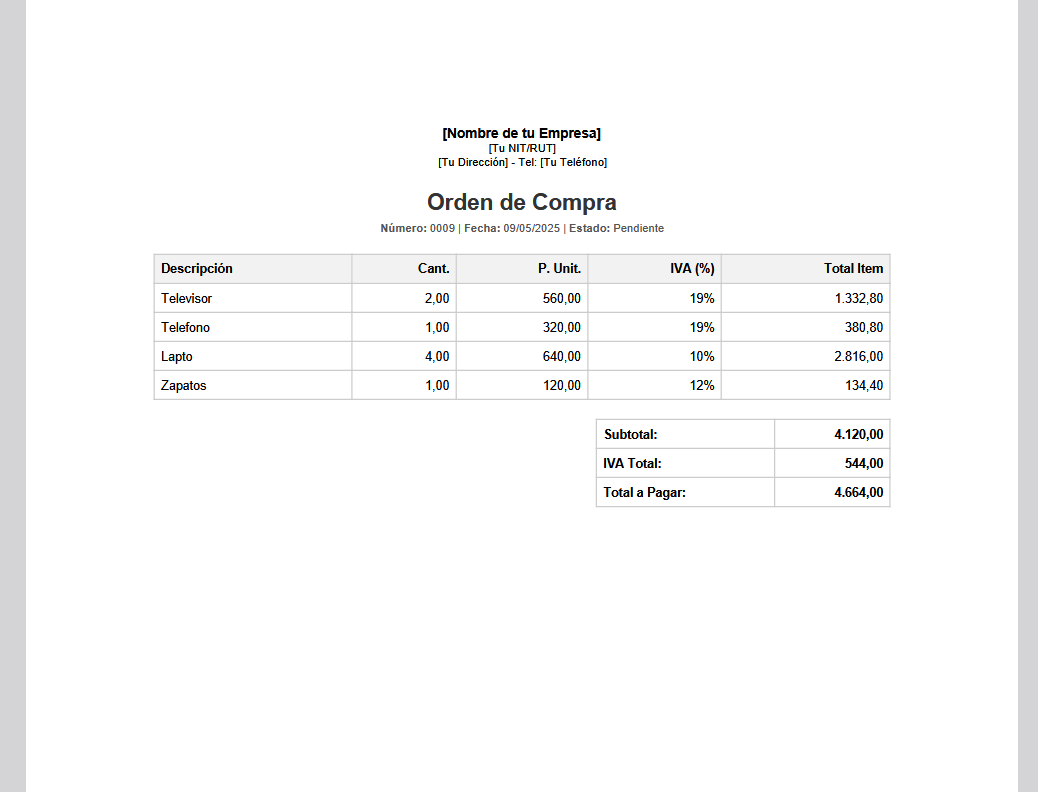 [Nombre de tu Empresa]
[Tu NIT/RUT]
[Tu Dirección] - Tel: [Tu Teléfono]
Orden de Compra
Número: 0009 | Fecha: 09/05/2025 | Estado: Pendiente
Descripción Cant. P. Unit. IVA (%) Total Item
Televisor 2,00 560,00 19% 1.332,80
Telefono 1,00 320,00 19% 380,80
Lapto 4,00 640,00 10% 2.816,00
Zapatos 1,00 120,00 12% 134,40
Subtotal: 4.120,00
IVA Total: 544,00
Total a Pagar: 4.664,00